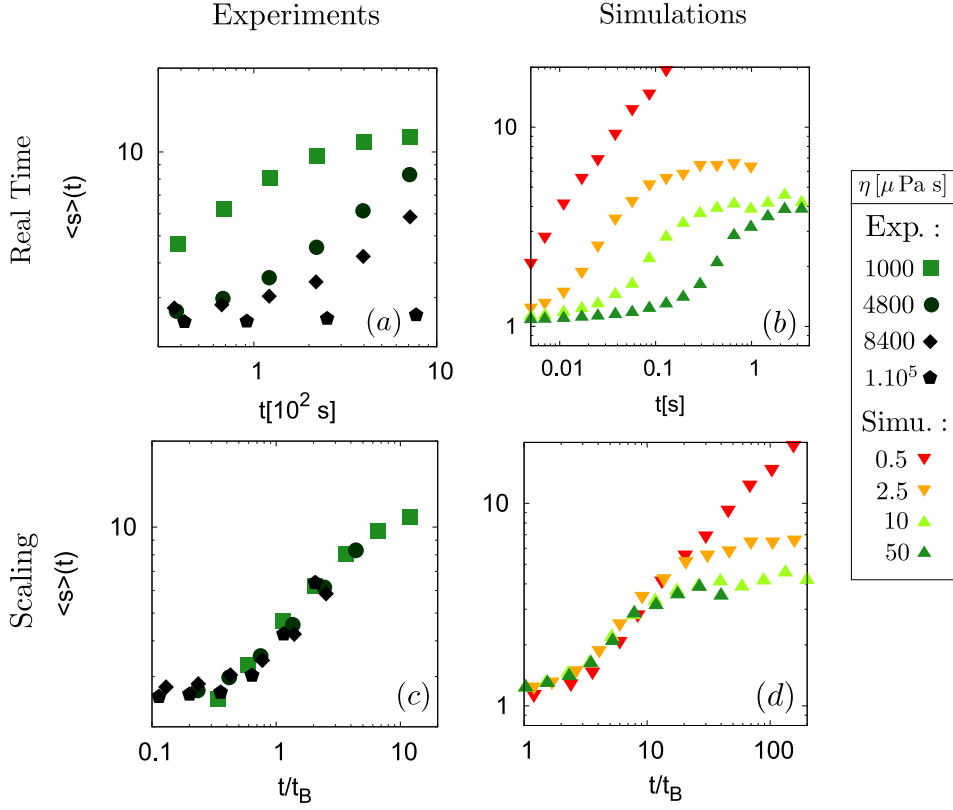 Experiments
Simulations
Real Time
<s>(t)
10
(a)
1
10
t[10² s]
10
1
(b)
0.01
0.1
1
t[s]
η [μ Pa s]
Exp. :
1000
4800
8400
1.10⁵
Simu. :
0.5
2.5
10
50
Scaling
<s>(t)
10
(c)
0.1
1
10
t/t_B
10
1
(d)
1
10
100
t/t_B